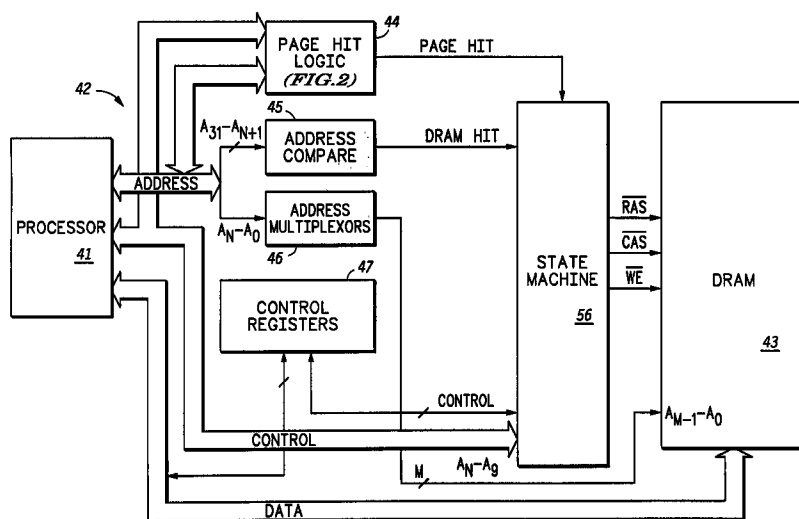 44
PAGE HIT
LOGIC
(FIG.2)
PAGE HIT
42
45
A31-AN+1
ADDRESS
COMPARE
DRAM HIT
ADDRESS
PROCESSOR
41
ADDRESS
MULTIPLEXORS
AN-A0
46
RAS
CAS
WE
STATE
MACHINE
56
DRAM
43
47
CONTROL
REGISTERS
CONTROL
AM-1-A0
CONTROL
M
AN-A9
DATA